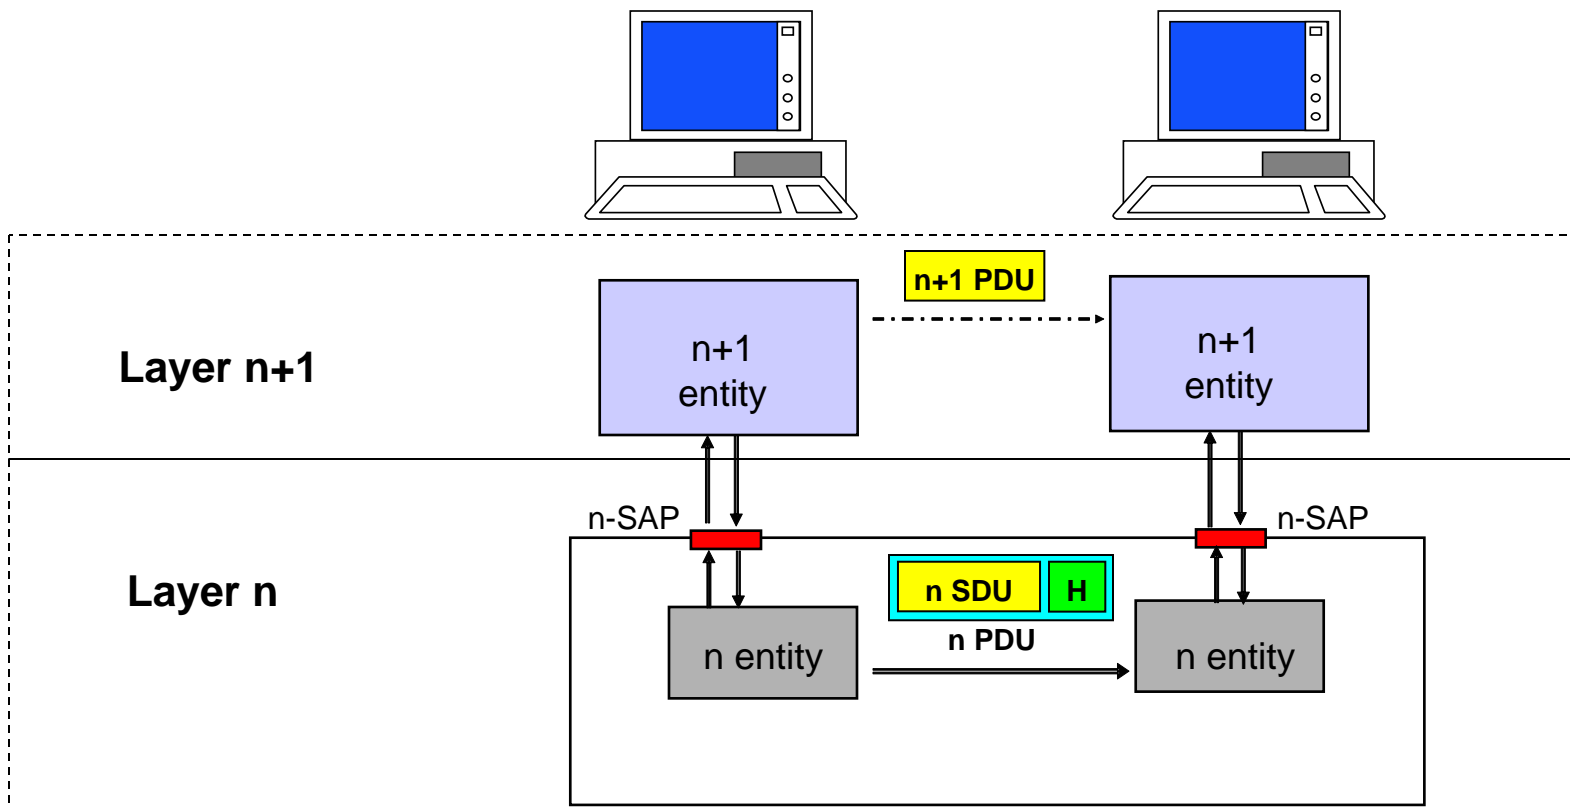 n+1 PDU
Layer n+1
n+1
entity
n+1
entity
n-SAP
n-SAP
Layer n
n SDU
H
n PDU
n entity
n entity